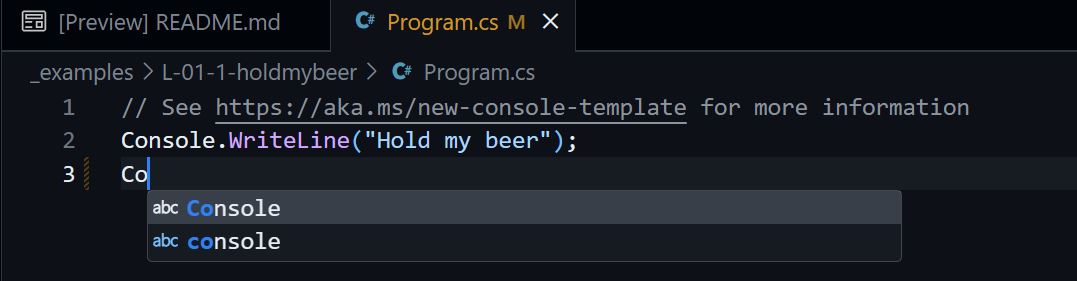 [Preview] README.md
C# Program.cs M
_examples > L-01-1-holdmybeer > C# Program.cs
1 // See https://aka.ms/new-console-template for more information
2 Console.WriteLine("Hold my beer");
3 Co
abc Console
abc console